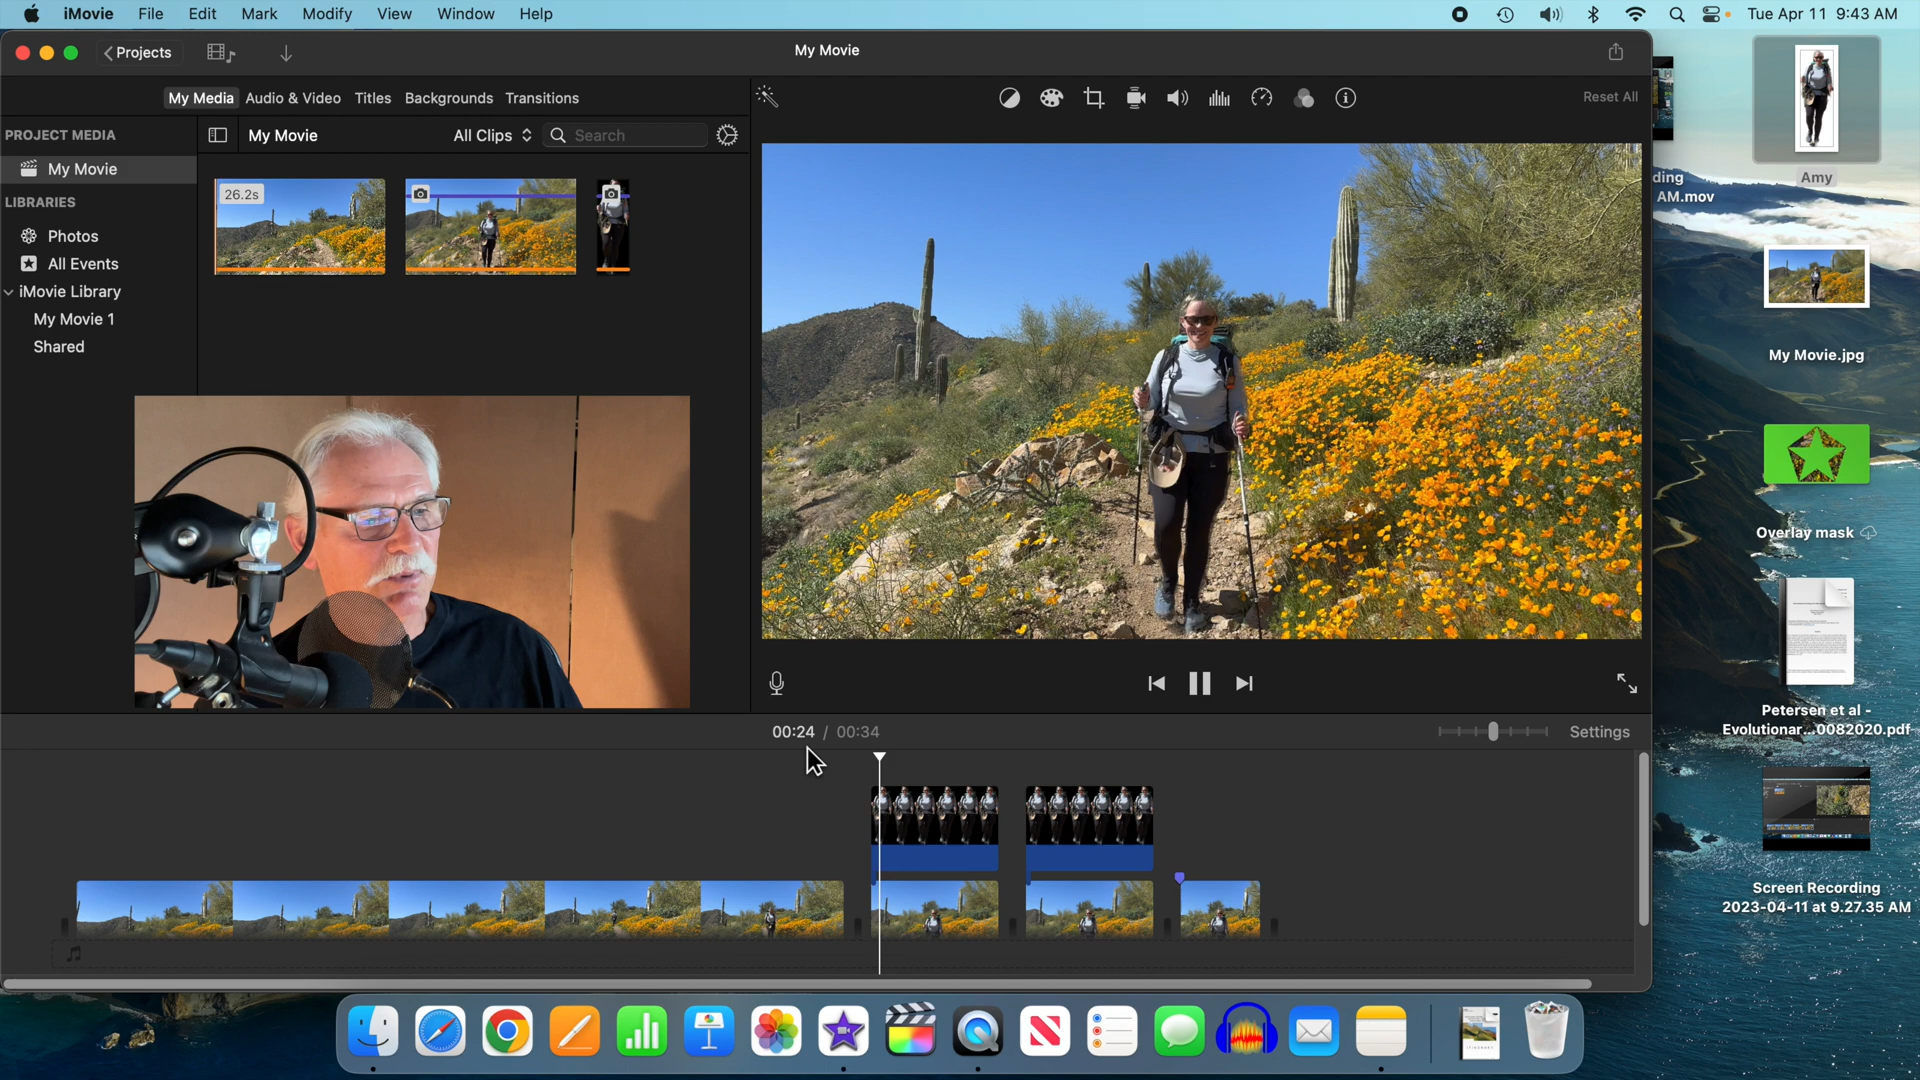 iMovie File Edit Mark Modify View Window Help Tue Apr 11 9:43 AM
Projects
My Movie
My Media Audio & Video Titles Backgrounds Transitions
Reset All
PROJECT MEDIA
My Movie
All Clips
Search
My Movie
LIBRARIES
Photos
All Events
iMovie Library
My Movie 1
Shared
26.2s
00:24 / 00:34
Settings
Amy
ding
AM.mov
My Movie.jpg
Overlay mask
Petersen et al -
Evolutionar...0082020.pdf
Screen Recording
2023-04-11 at 9.27.35 AM